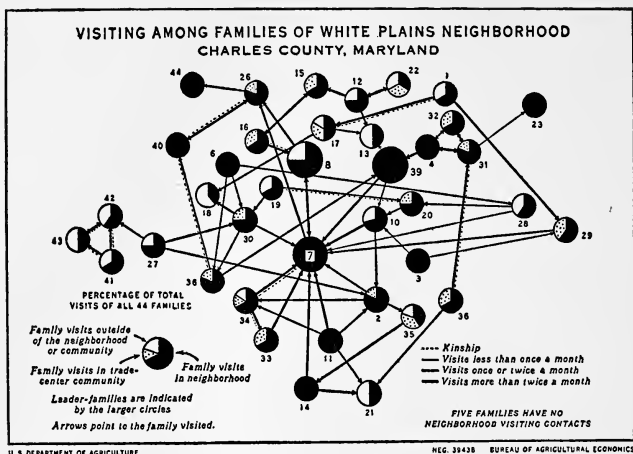 VISITING AMONG FAMILIES OF WHITE PLAINS NEIGHBORHOOD
CHARLES COUNTY, MARYLAND
44
26
15
12
22
1
32
23
16
17
13
40
6
8
39
4
31
18
19
10
20
28
29
42
43
41
27
30
7
3
36
36
34
33
2
35
11
14
21
PERCENTAGE OF TOTAL
VISITS OF ALL 44 FAMILIES
Family visits outside
of the neighborhood
or community
Family visits in trade-
center community
Family visits
in neighborhood
Leader-families are indicated
by the larger circles
Arrows point to the family visited.
Kinship
Visits less than once a month
Visits once or twice a month
Visits more than twice a month
FIVE FAMILIES HAVE NO
NEIGHBORHOOD VISITING CONTACTS
U. S. DEPARTMENT OF AGRICULTURE
NEG. 39438 BUREAU OF AGRICULTURAL ECONOMICS